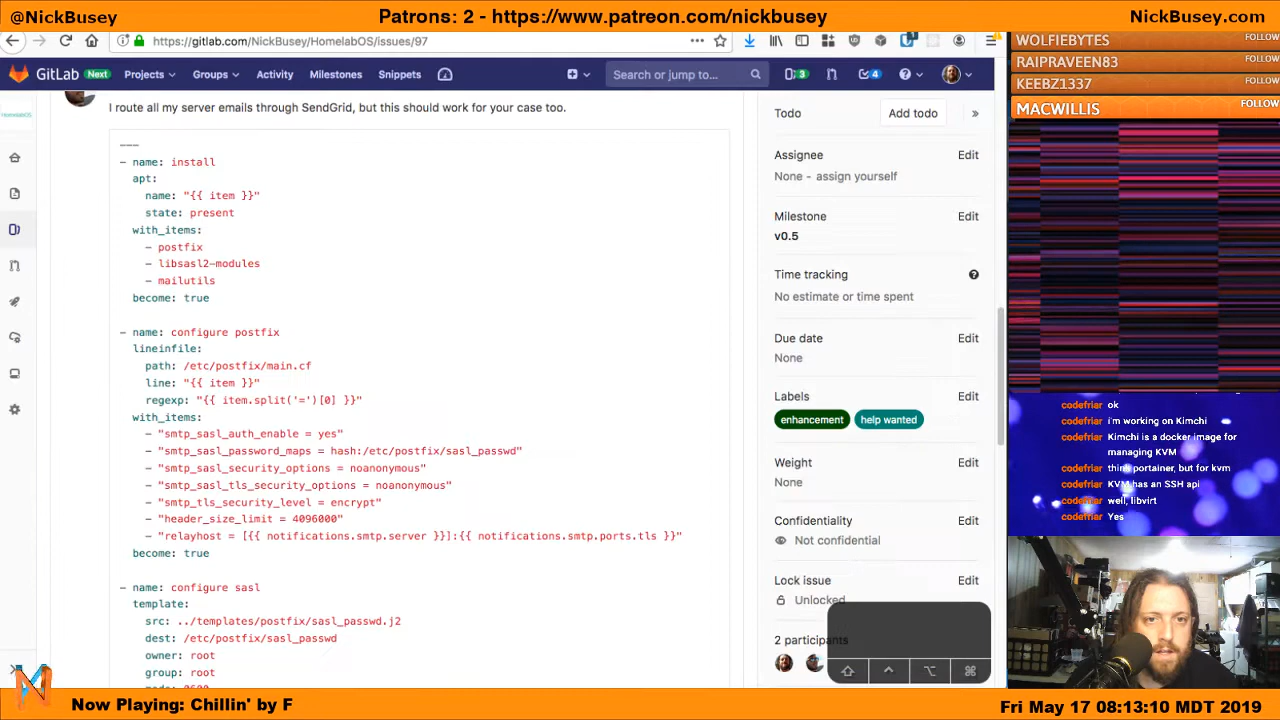 @NickBusey
Patrons: 2 - https://www.patreon.com/nickbusey
NickBusey.com
https://gitlab.com/NickBusey/HomelabOS/issues/97
GitLab Next Projects Groups Activity Milestones Snippets
Search or jump to...
3
4
I route all my server emails through SendGrid, but this should work for your case too.
---
- name: install
apt:
name: "{{ item }}"
state: present
with_items:
- postfix
- libsasl2-modules
- mailutils
become: true
- name: configure postfix
lineinfile:
path: /etc/postfix/main.cf
line: "{{ item }}"
regexp: "{{ item.split('=')[0] }}"
with_items:
- "smtp_sasl_auth_enable = yes"
- "smtp_sasl_password_maps = hash:/etc/postfix/sasl_passwd"
- "smtp_sasl_security_options = noanonymous"
- "smtp_sasl_tls_security_options = noanonymous"
- "smtp_tls_security_level = encrypt"
- "header_size_limit = 4096000"
- "relayhost = [{{ notifications.smtp.server }}]:{{ notifications.smtp.ports.tls }}"
become: true
- name: configure sasl
template:
src: ../templates/postfix/sasl_passwd.j2
dest: /etc/postfix/sasl_passwd
owner: root
group: root
Todo
Add todo
»
Assignee
Edit
None - assign yourself
Milestone
Edit
v0.5
Time tracking
No estimate or time spent
Due date
Edit
None
Labels
Edit
enhancement
help wanted
Weight
Edit
None
Confidentiality
Edit
Not confidential
Lock issue
Edit
Unlocked
2 participants
WOLFIEBYTES FOLLOW
RAIPRAVEEN83 FOLLOW
KEEBZ1337 FOLLOW
MACWILLIS FOLLOW
codefriar ok
codefriar i'm working on Kimchi
codefriar Kimchi is a docker image for
managing KVM
codefriar think portainer, but for kvm
codefriar KVM has an SSH api
codefriar well, libvirt
codefriar Yes
Now Playing: Chillin' by F
Fri May 17 08:13:10 MDT 2019